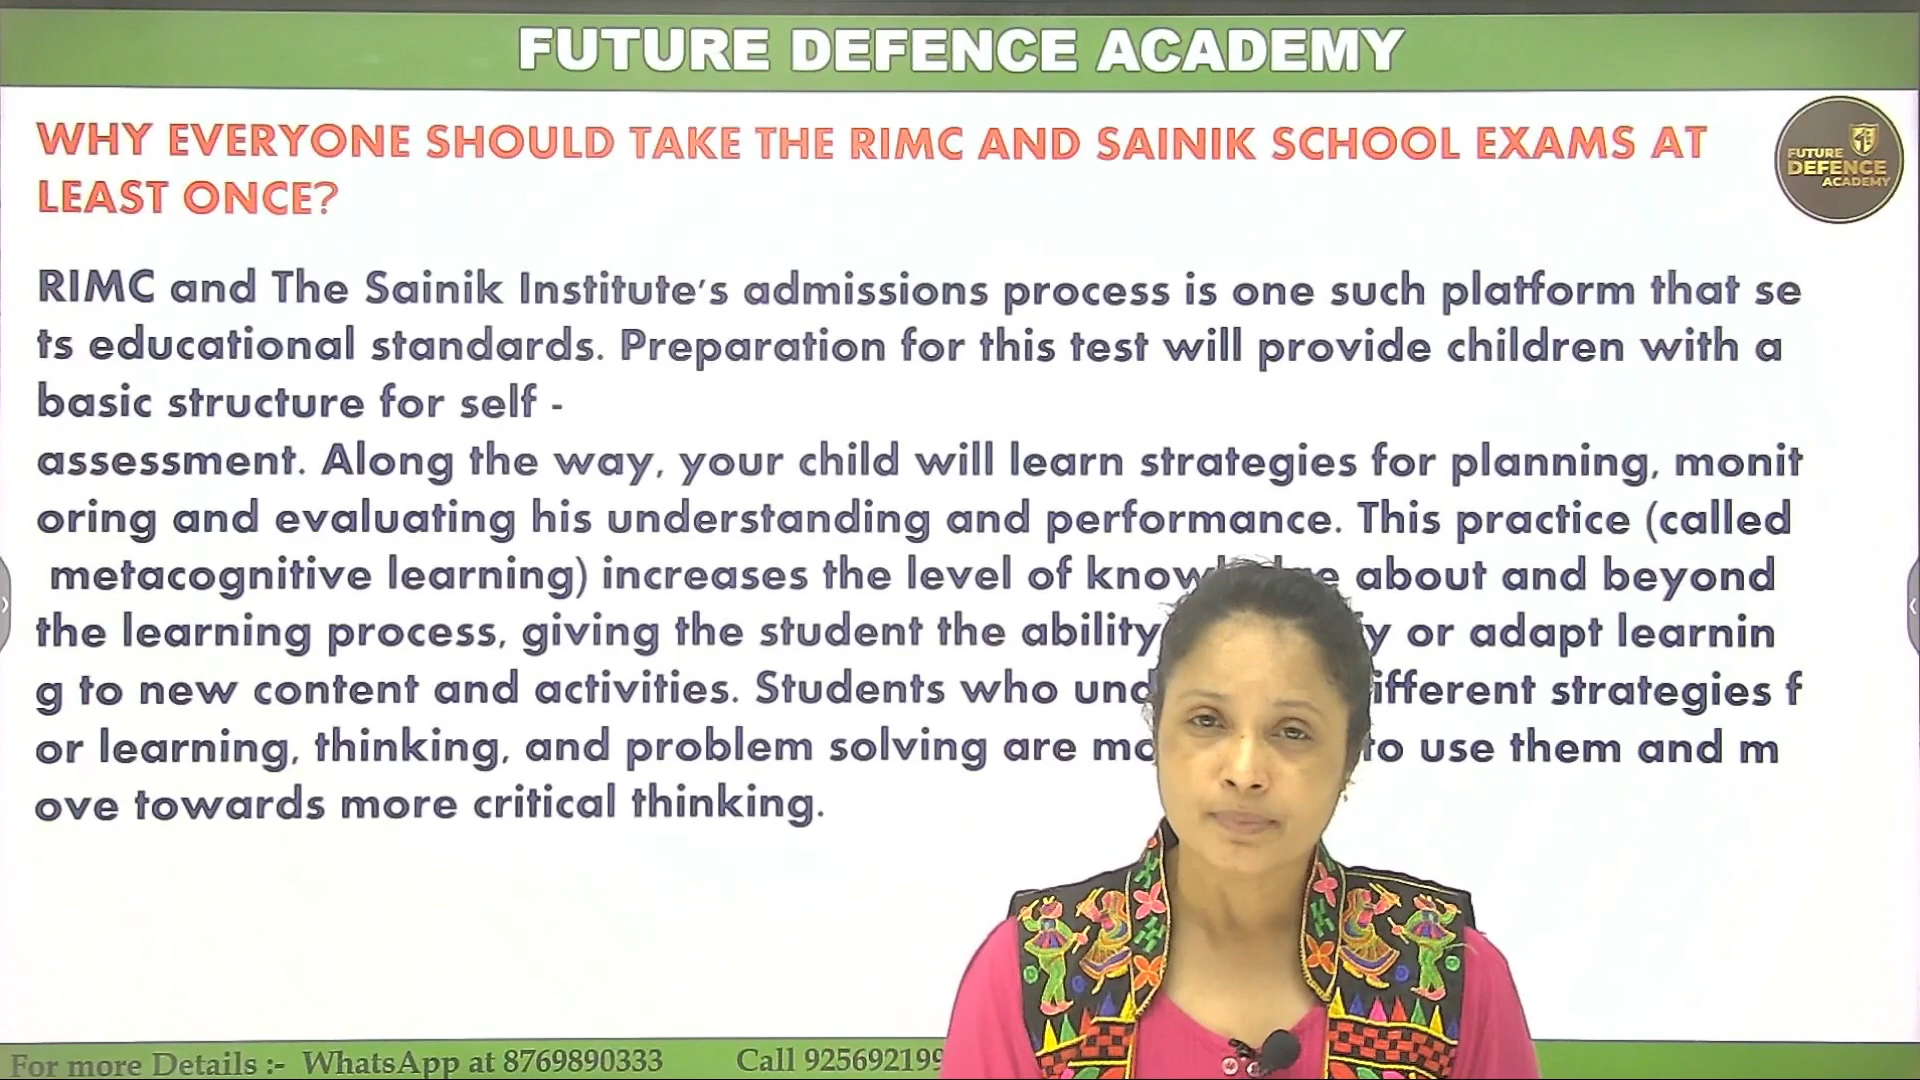 FUTURE DEFENCE ACADEMY
WHY EVERYONE SHOULD TAKE THE RIMC AND SAINIK SCHOOL EXAMS AT
LEAST ONCE?
FUTURE
DEFENCE
ACADEMY
RIMC and The Sainik Institute's admissions process is one such platform that se
ts educational standards. Preparation for this test will provide children with a
basic structure for self -
assessment. Along the way, your child will learn strategies for planning, monit
oring and evaluating his understanding and performance. This practice (called
metacognitive learning) increases the level of about and beyond
the learning process, giving the student the ability or adapt learnin
g to new content and activities. Students who strategies f
or learning, thinking, and problem solving are to use them and m
ove towards more critical thinking.
For more Details :- WhatsApp at 8769890333 Call